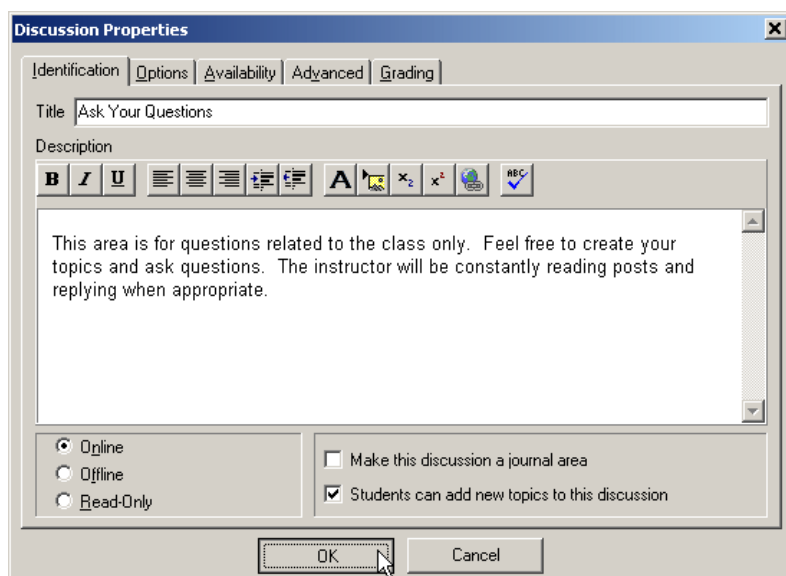 Discussion Properties
Identification Options Availability Advanced Grading
Title Ask Your Questions
Description
B I U A x₂ x² ABC
This area is for questions related to the class only.  Feel free to create your
topics and ask questions.  The instructor will be constantly reading posts and
replying when appropriate.
Online
Offline
Read-Only
Make this discussion a journal area
Students can add new topics to this discussion
OK Cancel